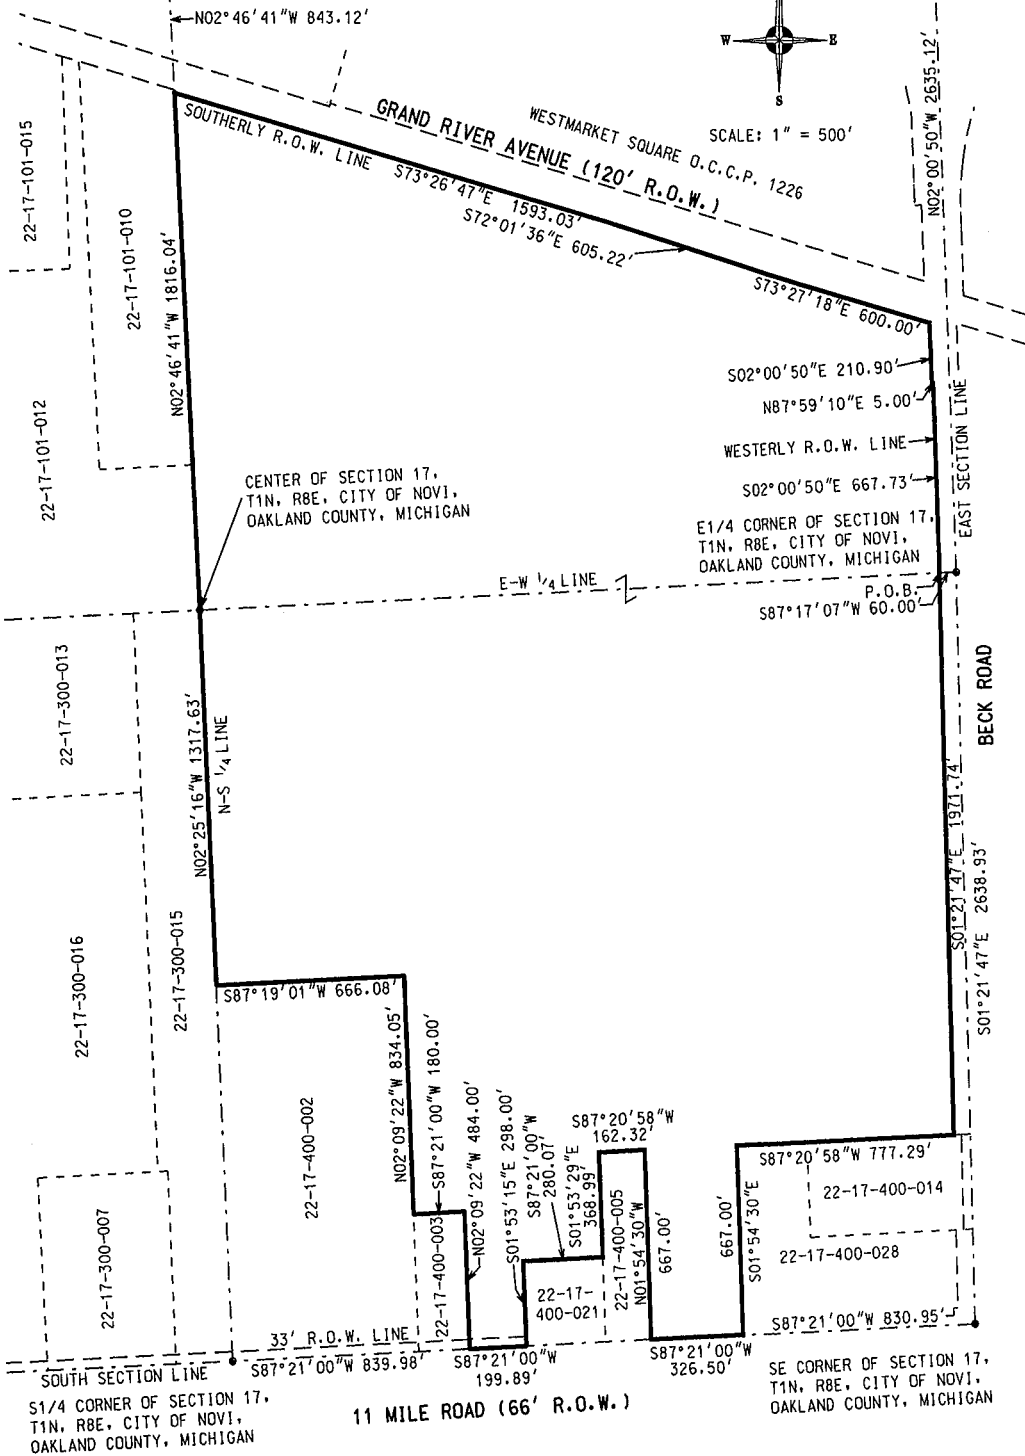 N02°46'41"W 843.12'
W E
S
SCALE: 1" = 500'
N02°00'50"W 2635.12'
WESTMARKET SQUARE O.C.C.P. 1226
GRAND RIVER AVENUE (120' R.O.W.)
SOUTHERLY R.O.W. LINE S73°26'47"E 1593.03'
S72°01'36"E 605.22'
S73°27'18"E 600.00'
22-17-101-015
22-17-101-010
N02°46'41"W 1816.04'
22-17-101-012
S02°00'50"E 210.90'
N87°59'10"E 5.00'
WESTERLY R.O.W. LINE
S02°00'50"E 667.73'
EAST SECTION LINE
CENTER OF SECTION 17,
T1N, R8E, CITY OF NOVI,
OAKLAND COUNTY, MICHIGAN
E1/4 CORNER OF SECTION 17,
T1N, R8E, CITY OF NOVI,
OAKLAND COUNTY, MICHIGAN
E-W 1/4 LINE
P.O.B.
S87°17'07"W 60.00'
22-17-300-013
N02°25'16"W 1317.63'
N-S 1/4 LINE
BECK ROAD
S01°21'47"E 1971.74'
S01°21'47"E 2638.93'
22-17-300-016
22-17-300-015
S87°19'01"W 666.08'
N02°09'22"W 834.05'
S87°21'00"W 180.00'
N02°09'22"W 484.00'
S01°53'15"E 298.00'
S87°21'00"W
280.07'
S01°53'29"E
368.99'
S87°20'58"W
162.32'
22-17-400-002
22-17-400-003
22-17-
400-021
22-17-400-005
N01°54'30"W
667.00'
667.00'
S01°54'30"E
S87°20'58"W 777.29'
22-17-400-014
22-17-400-028
22-17-300-007
33' R.O.W. LINE
S87°21'00"W 830.95'
SOUTH SECTION LINE
S87°21'00"W 839.98'
S87°21'00"W
199.89'
S87°21'00"W
326.50'
S1/4 CORNER OF SECTION 17,
T1N, R8E, CITY OF NOVI,
OAKLAND COUNTY, MICHIGAN
11 MILE ROAD (66' R.O.W.)
SE CORNER OF SECTION 17,
T1N, R8E, CITY OF NOVI,
OAKLAND COUNTY, MICHIGAN